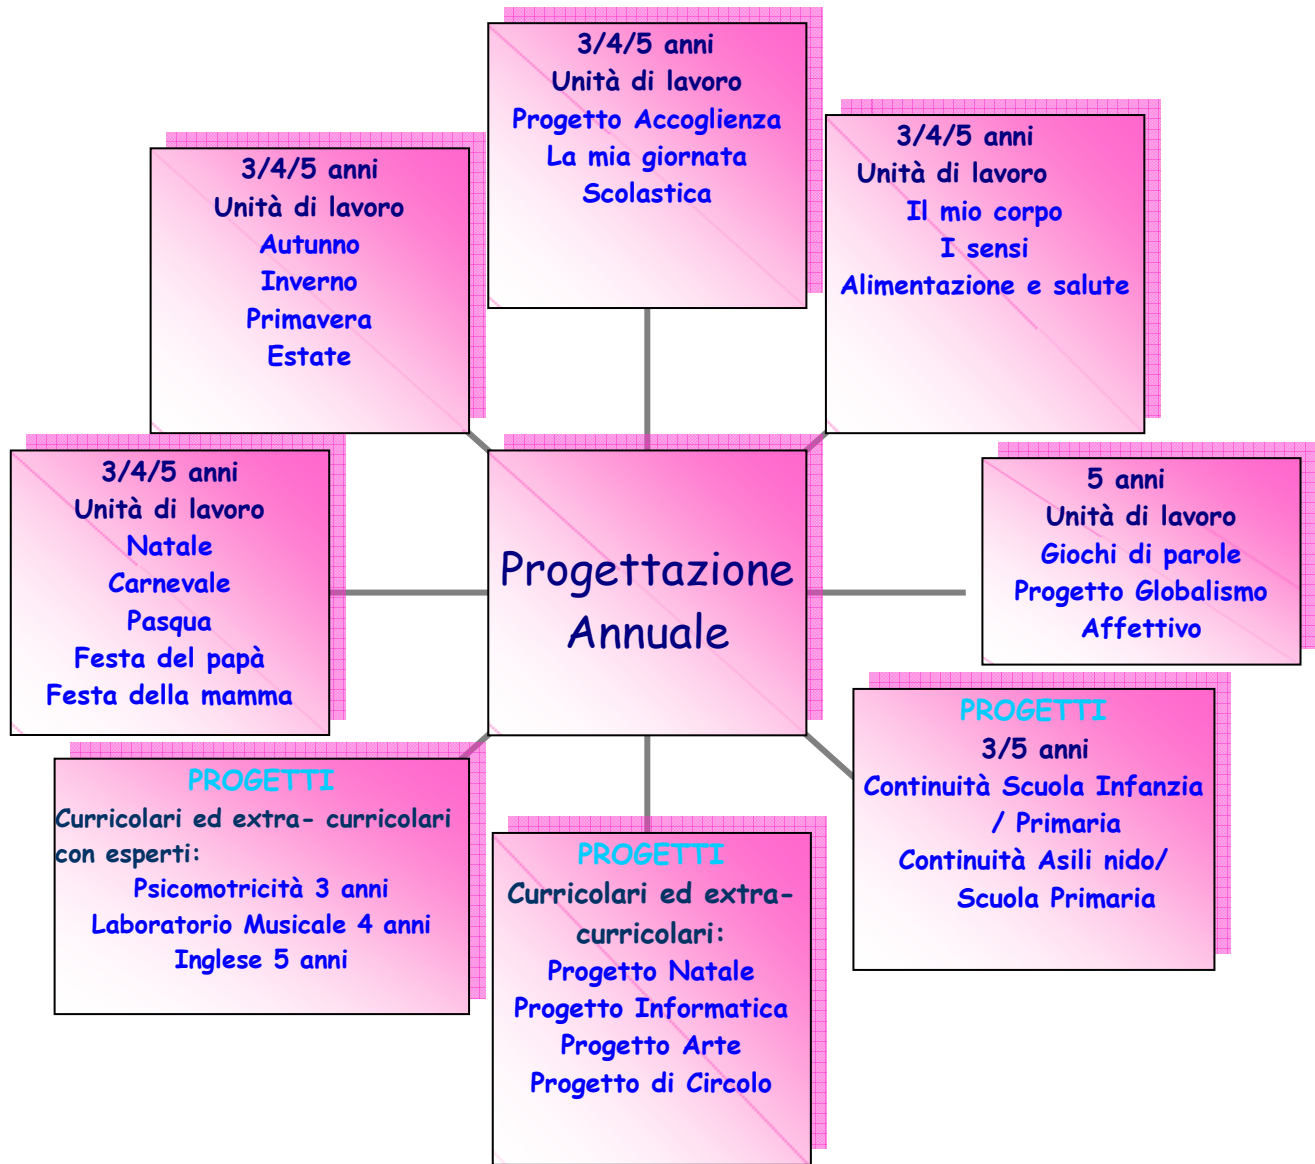 3/4/5 anni
Unità di lavoro
Progetto Accoglienza
La mia giornata
Scolastica
3/4/5 anni
Unità di lavoro
Il mio corpo
I sensi
Alimentazione e salute
3/4/5 anni
Unità di lavoro
Autunno
Inverno
Primavera
Estate
3/4/5 anni
Unità di lavoro
Natale
Carnevale
Pasqua
Festa del papà
Festa della mamma
Progettazione
Annuale
5 anni
Unità di lavoro
Giochi di parole
Progetto Globalismo
Affettivo
PROGETTI
3/5 anni
Continuità Scuola Infanzia
/ Primaria
Continuità Asili nido/
Scuola Primaria
PROGETTI
Curricolari ed extra- curricolari
con esperti:
Psicomotricità 3 anni
Laboratorio Musicale 4 anni
Inglese 5 anni
PROGETTI
Curricolari ed extra-
curricolari:
Progetto Natale
Progetto Informatica
Progetto Arte
Progetto di Circolo